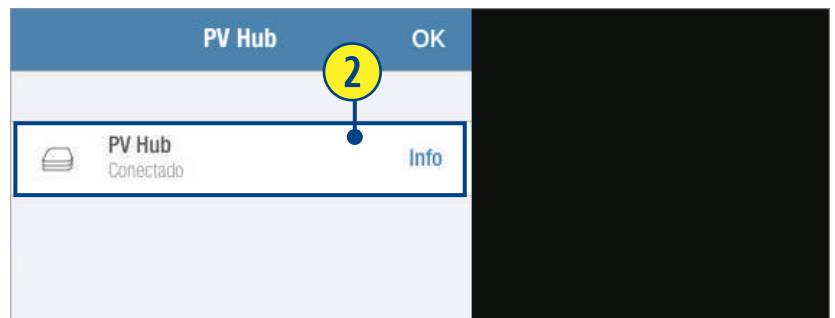 PV Hub OK
2
PV Hub
Conectado
Info